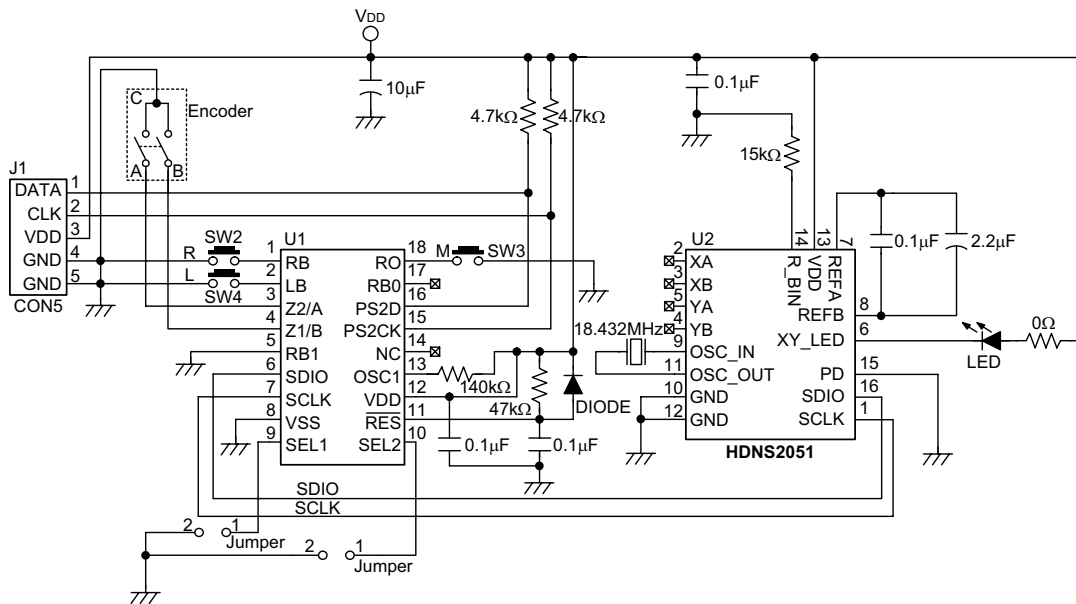 VDD
10µF
0.1µF
C
Encoder
A
B
4.7kΩ
4.7kΩ
15kΩ
J1
DATA 1
CLK 2
VDD 3
GND 4
GND 5
CON5
R
SW2
L
SW4
U1
1 RB
2 LB
3 Z2/A
4 Z1/B
5 RB1
6 SDIO
7 SCLK
8 VSS
9 SEL1
RO 18
RB0 17
PS2D 16
PS2CK 15
NC 14
OSC1 13
VDD 12
RES 11
SEL2 10
M
SW3
140kΩ
47kΩ
DIODE
0.1µF
0.1µF
18.432MHz
U2
2 XA
3 XB
5 YA
4 YB
9 OSC_IN
11 OSC_OUT
10 GND
12 GND
14 R_BIN
13 VDD
7 REFA
REFB 8
XY_LED 6
PD 15
SDIO 16
SCLK 1
HDNS2051
0.1µF
2.2µF
LED
0Ω
SDIO
SCLK
2
1
Jumper
2
1
Jumper